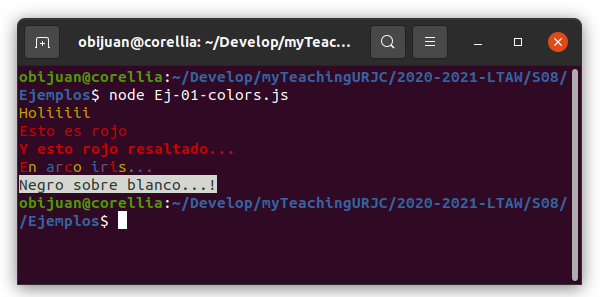 obijuan@corellia: ~/Develop/myTeac...
obijuan@corellia:~/Develop/myTeachingURJC/2020-2021-LTAW/S08/
Ejemplos$ node Ej-01-colors.js
Holiiiii
Esto es rojo
Y esto rojo resaltado...
En arco iris...
Negro sobre blanco...!
obijuan@corellia:~/Develop/myTeachingURJC/2020-2021-LTAW/S08/
/Ejemplos$